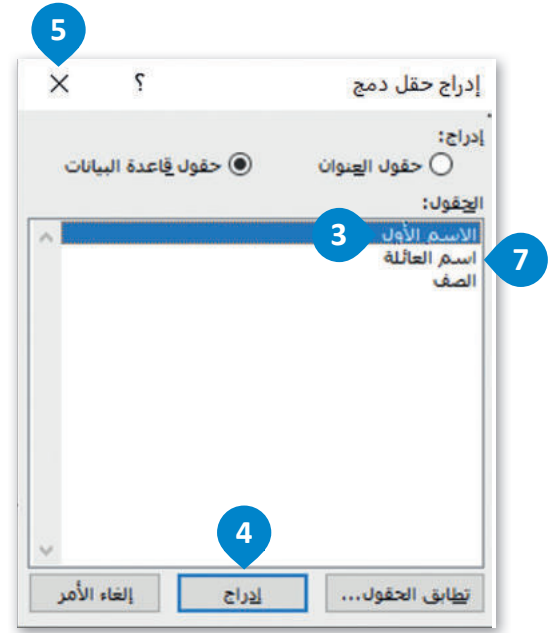 5
إدراج حقل دمج ؟ ×
إدراج:
حقول العنوان حقول قاعدة البيانات
الحقول:
الاسم الأول 3
اسم العائلة 7
الصف
4
تطابق الحقول... إدراج إلغاء الأمر